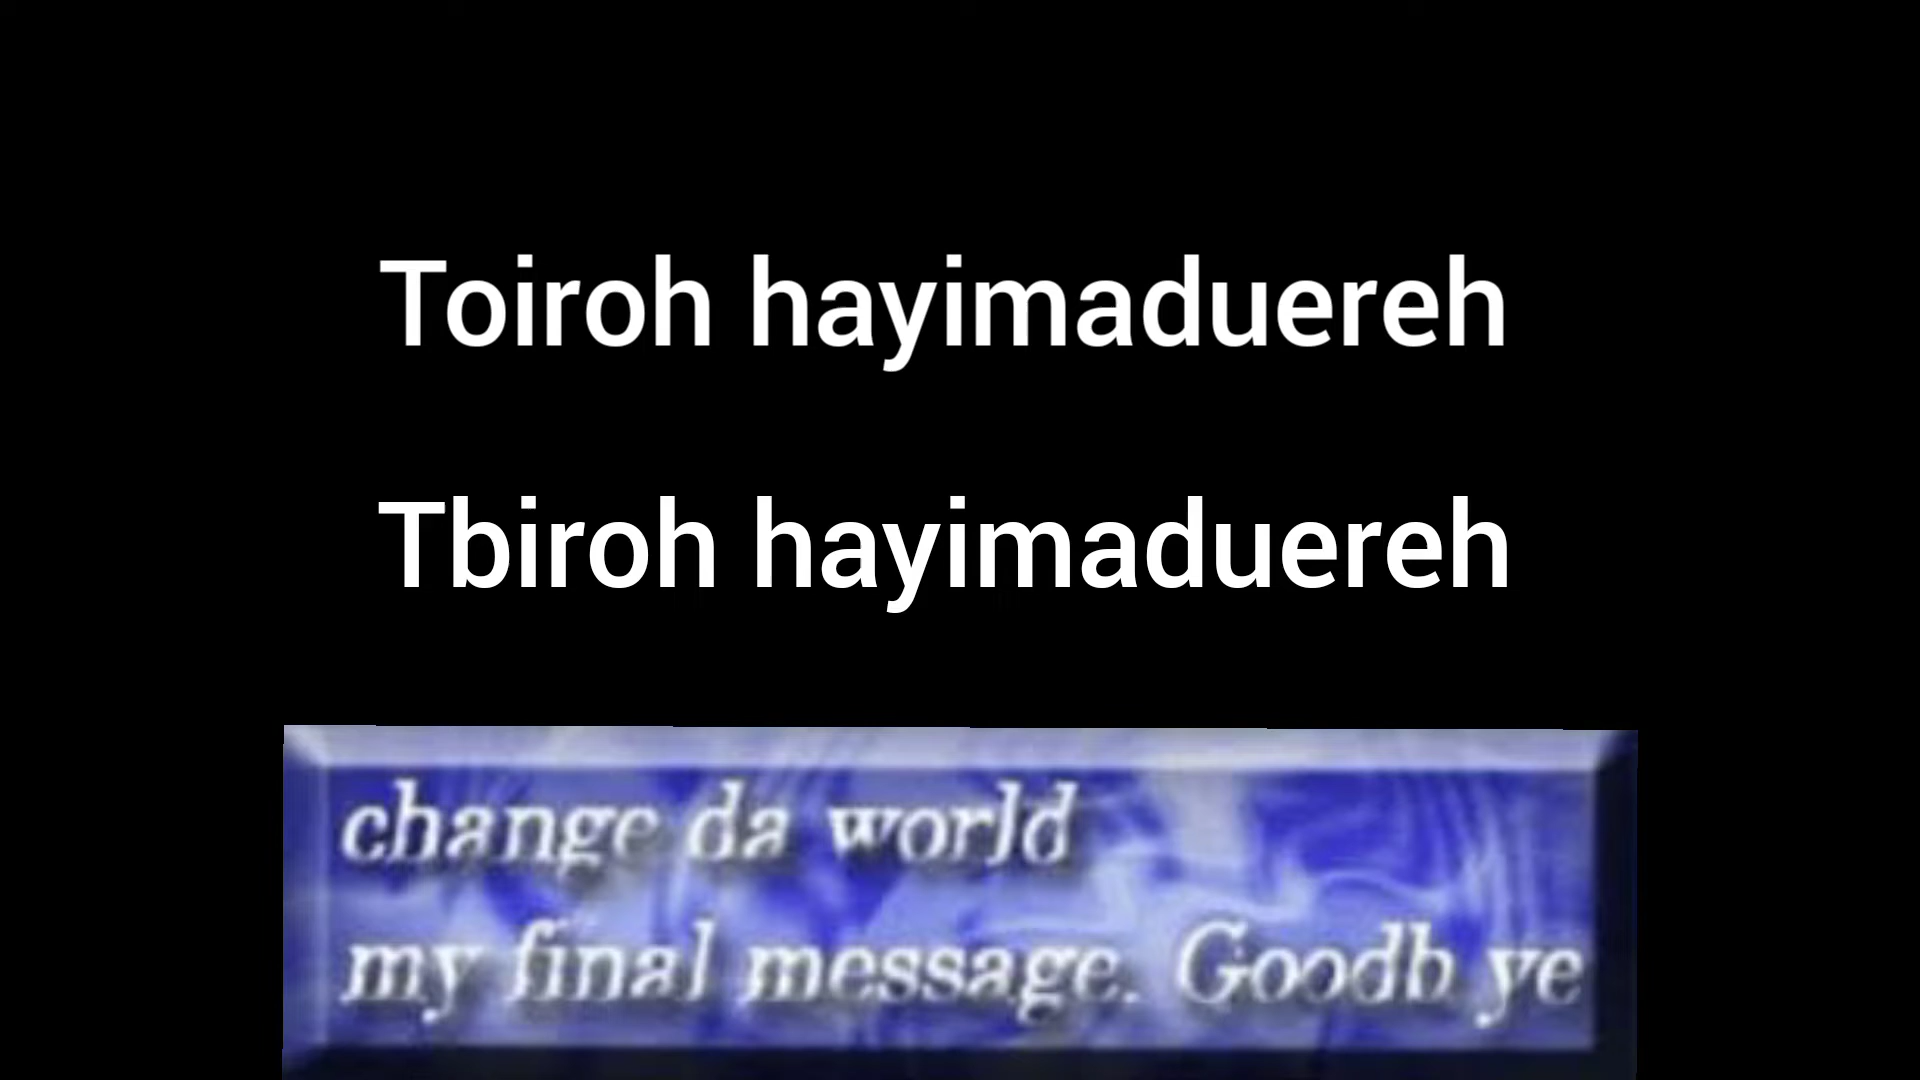 Toiroh hayimaduereh
Tbiroh hayimaduereh
change da world
my final message. Goodb ye